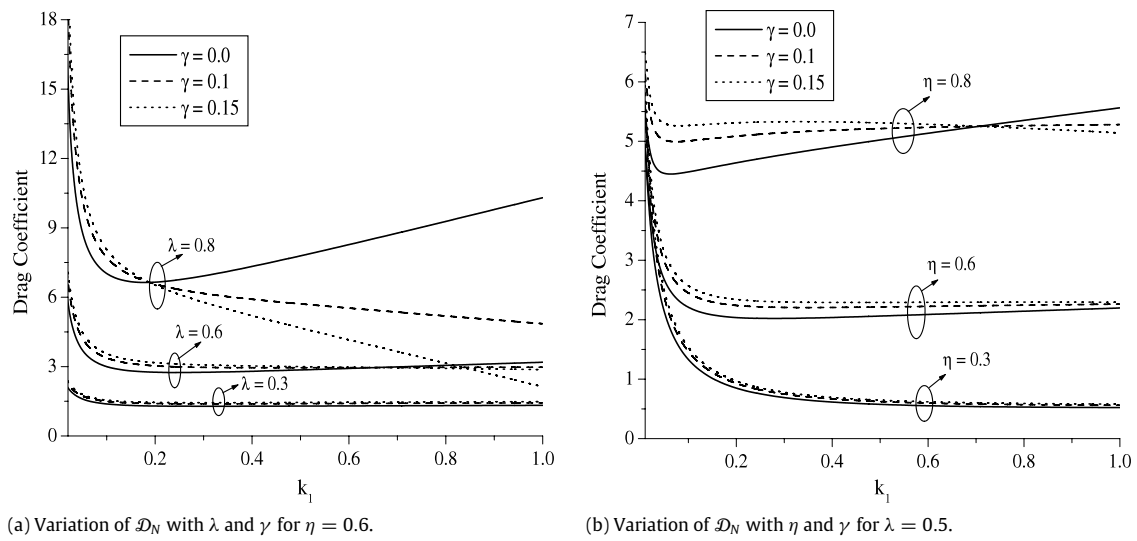 18
15
12
9
6
3
0
Drag Coefficient
γ = 0.0
γ = 0.1
γ = 0.15
λ = 0.8
λ = 0.6
λ = 0.3
0.2 0.4 0.6 0.8 1.0
k₁
(a) Variation of 𝒟_N with λ and γ for η = 0.6.
7
6
5
4
3
2
1
0
Drag Coefficient
γ = 0.0
γ = 0.1
γ = 0.15
η = 0.8
η = 0.6
η = 0.3
0.2 0.4 0.6 0.8 1.0
k₁
(b) Variation of 𝒟_N with η and γ for λ = 0.5.